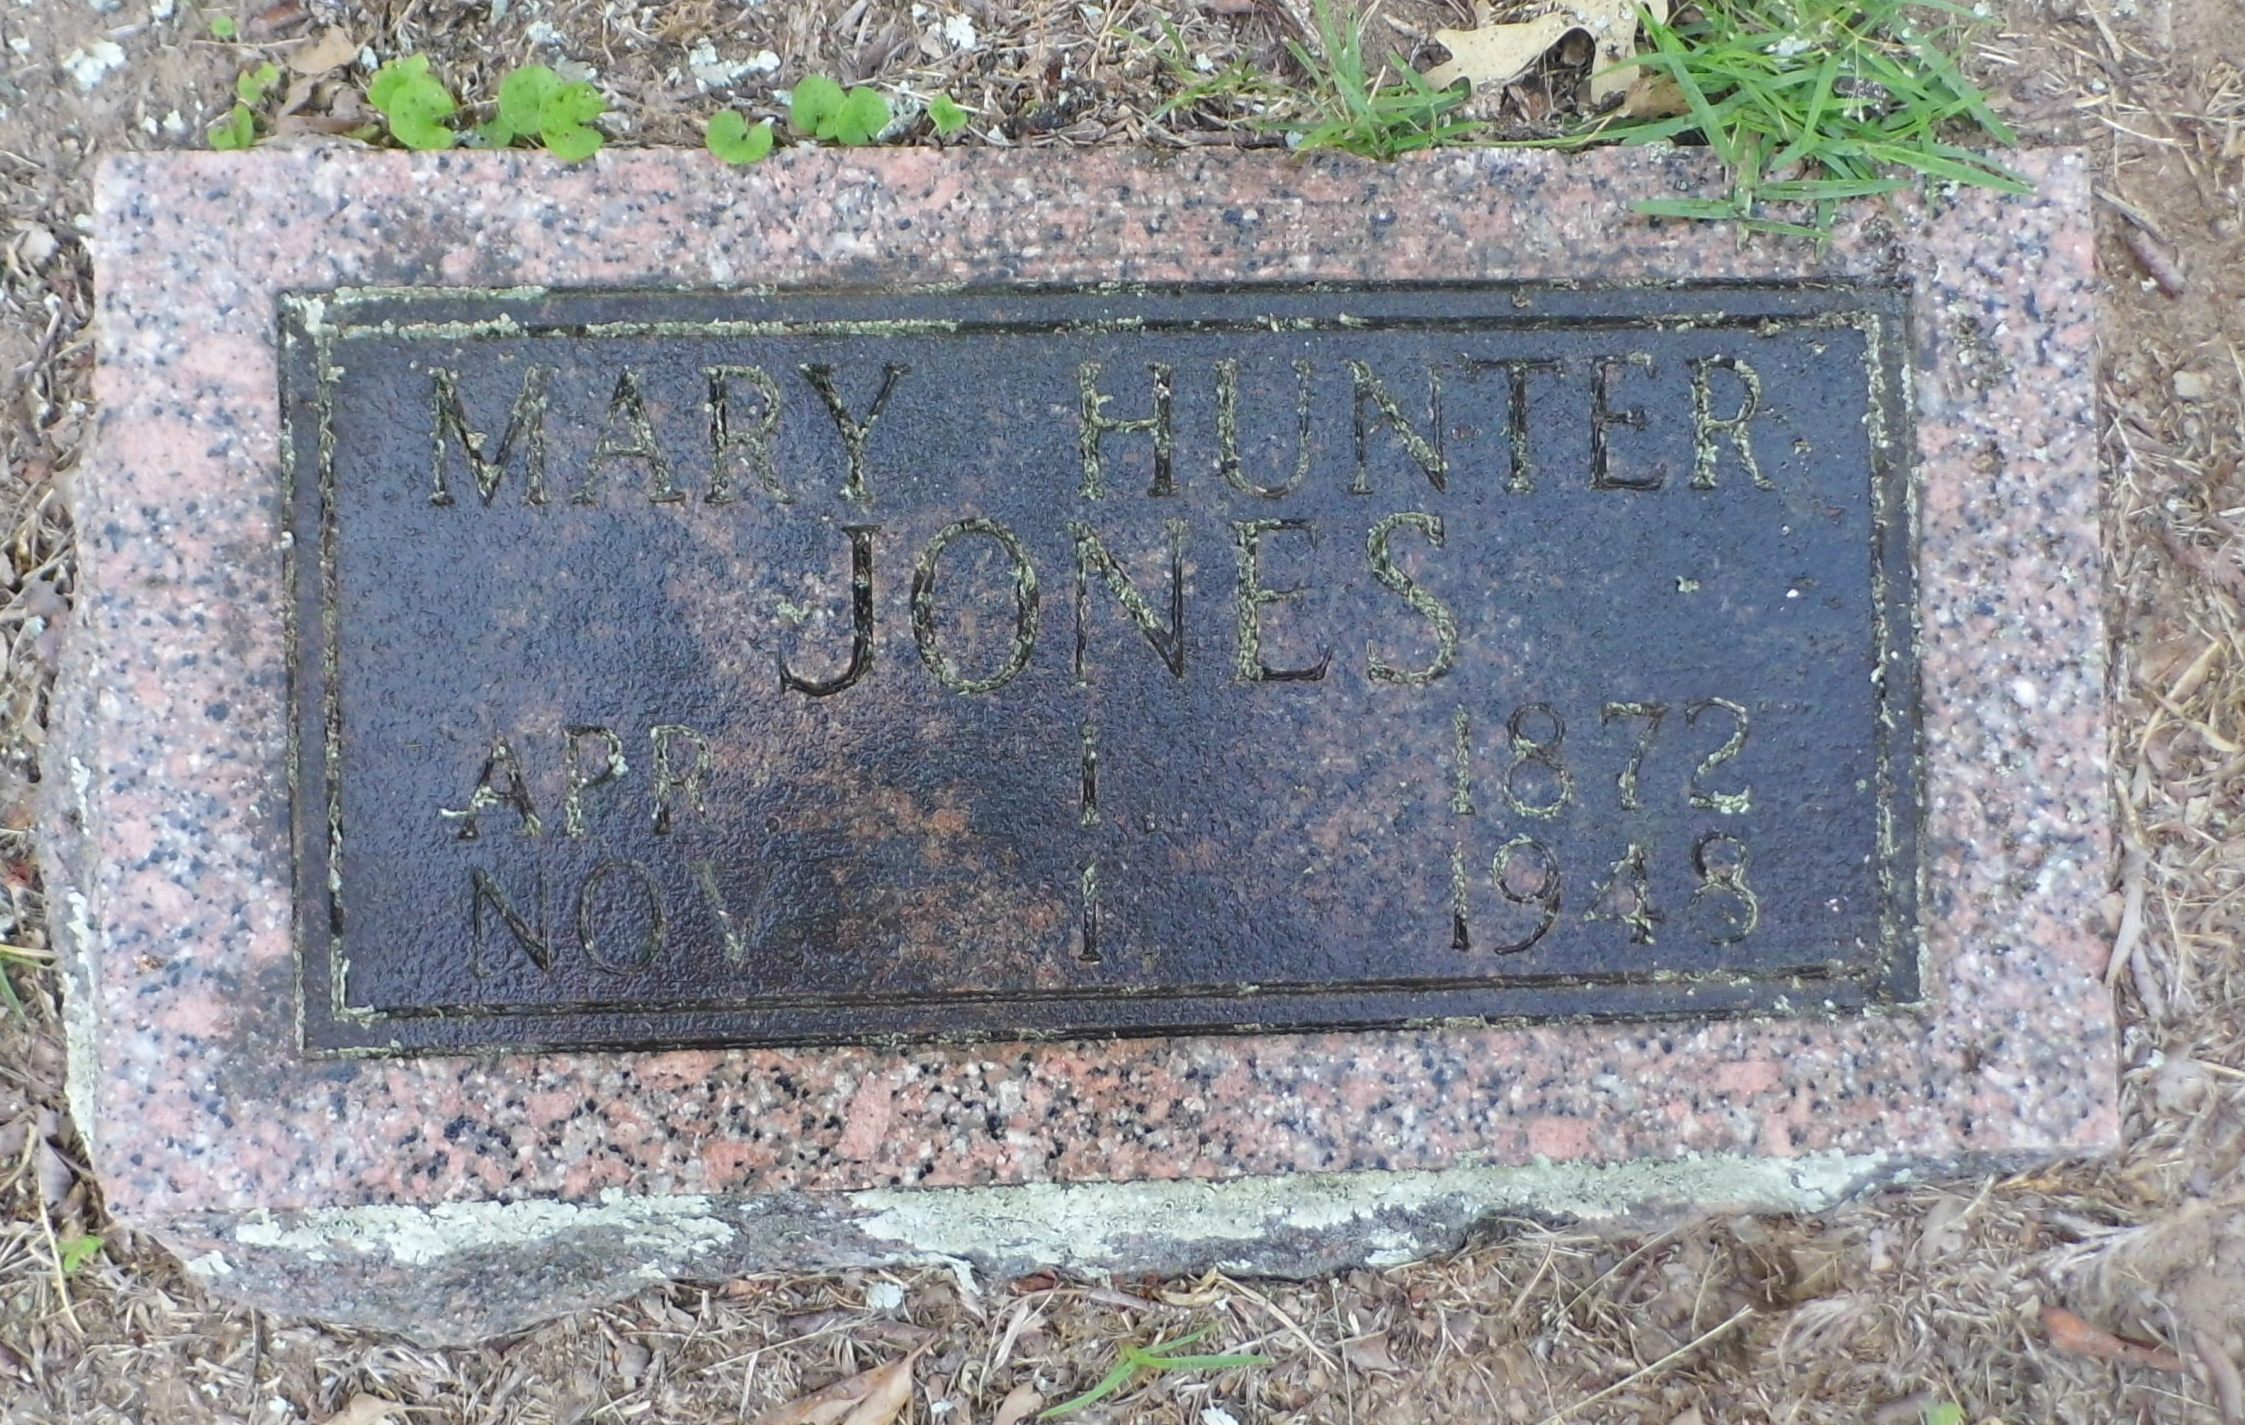 MARY HUNTER
JONES
APR 1. 1872
NOV 1. 1948